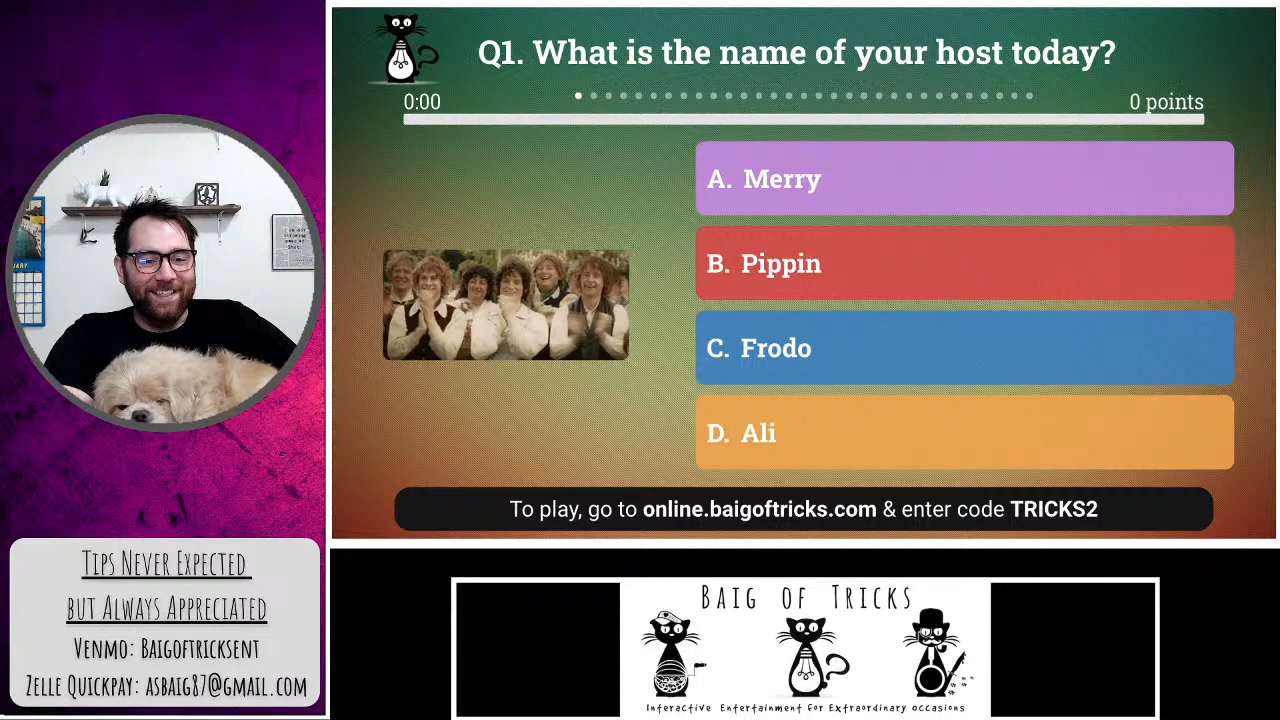 Q1. What is the name of your host today?
0:00
0 points
A. Merry
B. Pippin
C. Frodo
D. Ali
To play, go to online.baigoftricks.com & enter code TRICKS2
UARY
Tips Never Expected
but Always Appreciated
Venmo: Baigoftricksent
Zelle Quickpay: asbaig87@gmail.com
Baig of Tricks
Interactive Entertainment for Extraordinary Occasions